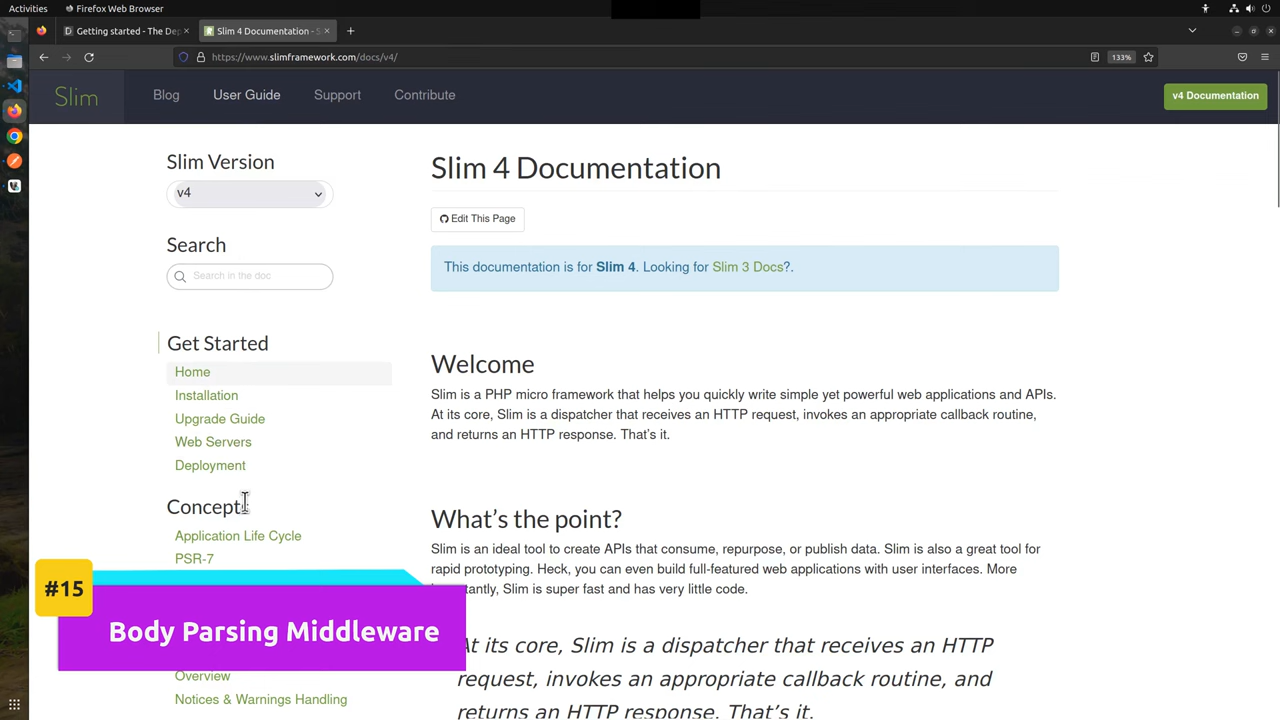 Activities
Firefox Web Browser
Getting started - The Dep
Slim 4 Documentation - S
https://www.slimframework.com/docs/v4/
133%
Slim
Blog
User Guide
Support
Contribute
v4 Documentation
Slim Version
v4
Search
Search in the doc
Get Started
Home
Installation
Upgrade Guide
Web Servers
Deployment
Concepts
Application Life Cycle
PSR-7
Overview
Notices & Warnings Handling
Slim 4 Documentation
Edit This Page
This documentation is for Slim 4. Looking for Slim 3 Docs?.
Welcome
Slim is a PHP micro framework that helps you quickly write simple yet powerful web applications and APIs.
At its core, Slim is a dispatcher that receives an HTTP request, invokes an appropriate callback routine,
and returns an HTTP response. That's it.
What's the point?
Slim is an ideal tool to create APIs that consume, repurpose, or publish data. Slim is also a great tool for
rapid prototyping. Heck, you can even build full-featured web applications with user interfaces. More
antly, Slim is super fast and has very little code.
At its core, Slim is a dispatcher that receives an HTTP
request, invokes an appropriate callback routine, and
returns an HTTP response. That's it.
#15
Body Parsing Middleware